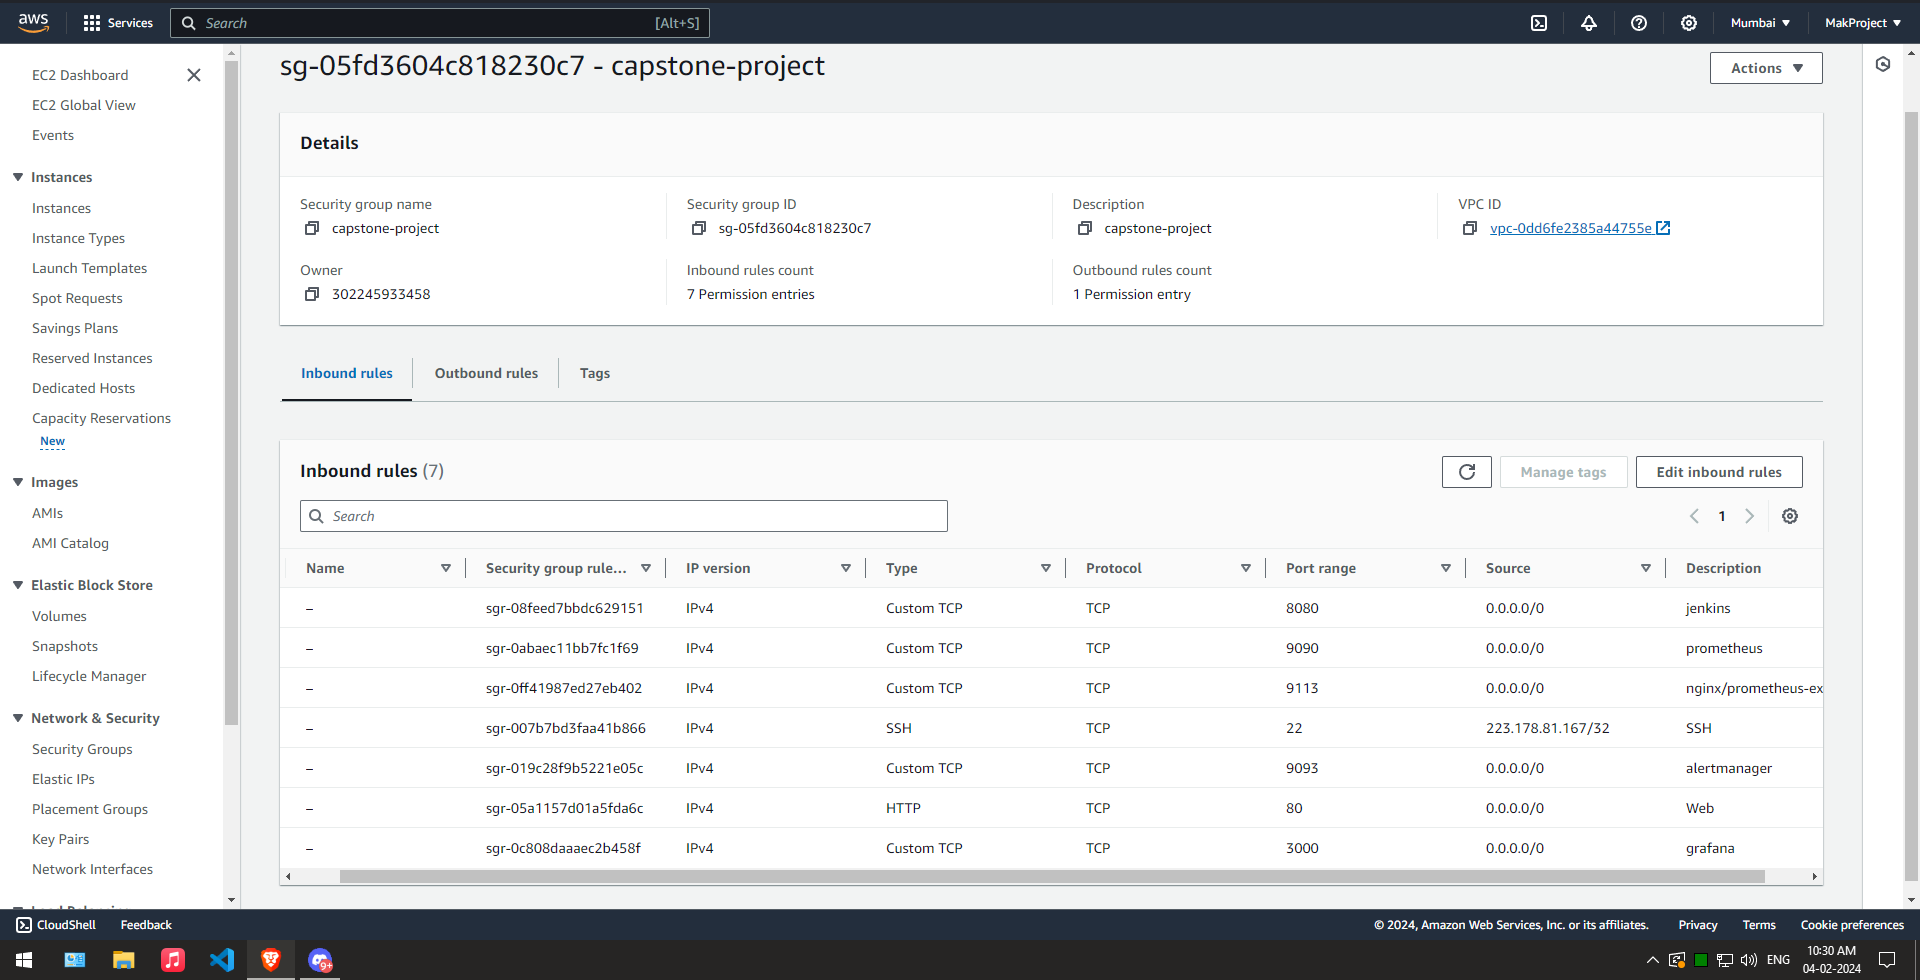 aws Services Search [Alt+S] Mumbai MakProject
EC2 Dashboard
EC2 Global View
Events
Instances
Instances
Instance Types
Launch Templates
Spot Requests
Savings Plans
Reserved Instances
Dedicated Hosts
Capacity Reservations
New
Images
AMIs
AMI Catalog
Elastic Block Store
Volumes
Snapshots
Lifecycle Manager
Network & Security
Security Groups
Elastic IPs
Placement Groups
Key Pairs
Network Interfaces
sg-05fd3604c818230c7 - capstone-project
Actions
Details
Security group name
capstone-project
Security group ID
sg-05fd3604c818230c7
Description
capstone-project
VPC ID
vpc-0dd6fe2385a44755e
Owner
302245933458
Inbound rules count
7 Permission entries
Outbound rules count
1 Permission entry
Inbound rules Outbound rules Tags
Inbound rules (7)
Manage tags Edit inbound rules
Search
1
Name Security group rule... IP version Type Protocol Port range Source Description
– sgr-08feed7bbdc629151 IPv4 Custom TCP TCP 8080 0.0.0.0/0 jenkins
– sgr-0abaec11bb7fc1f69 IPv4 Custom TCP TCP 9090 0.0.0.0/0 prometheus
– sgr-0ff41987ed27eb402 IPv4 Custom TCP TCP 9113 0.0.0.0/0 nginx/prometheus-ex
– sgr-007b7bd3faa41b866 IPv4 SSH TCP 22 223.178.81.167/32 SSH
– sgr-019c28f9b5221e05c IPv4 Custom TCP TCP 9093 0.0.0.0/0 alertmanager
– sgr-05a1157d01a5fda6c IPv4 HTTP TCP 80 0.0.0.0/0 Web
– sgr-0c808daaaec2b458f IPv4 Custom TCP TCP 3000 0.0.0.0/0 grafana
CloudShell Feedback © 2024, Amazon Web Services, Inc. or its affiliates. Privacy Terms Cookie preferences
9+
ENG
10:30 AM
04-02-2024